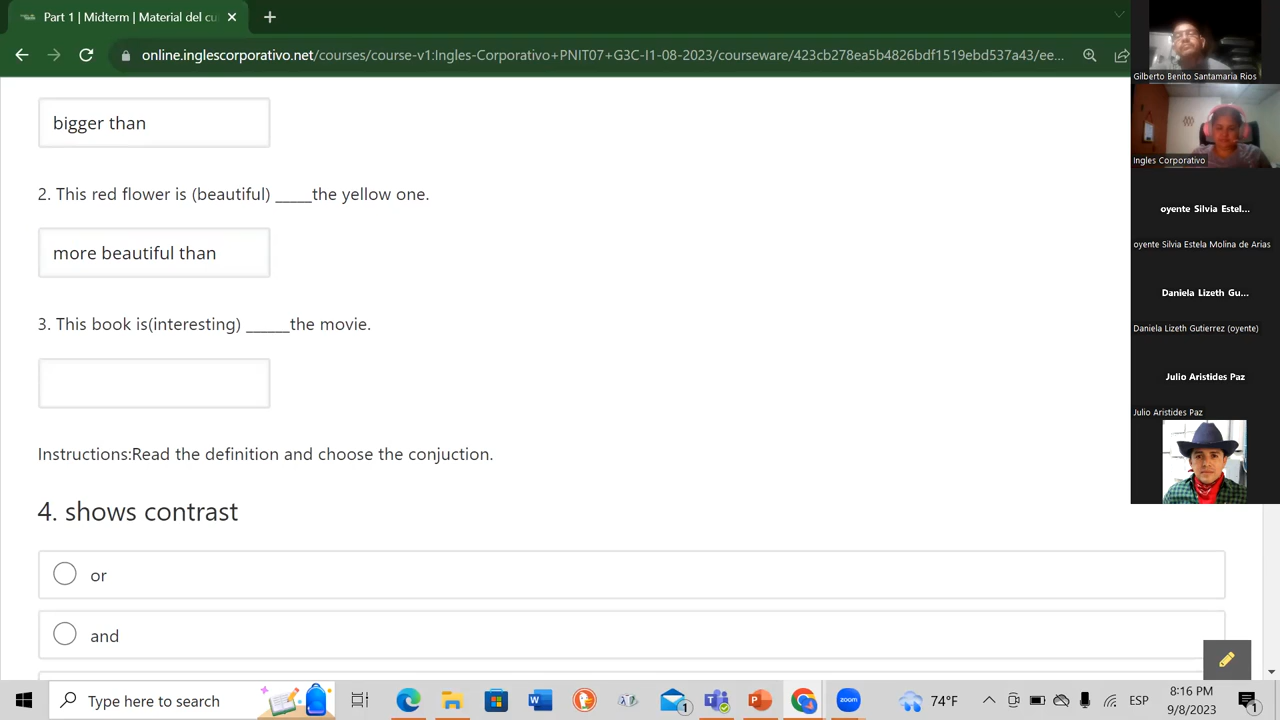 Part 1 | Midterm | Material del cu
online.inglescorporativo.net/courses/course-v1:Ingles-Corporativo+PNIT07+G3C-I1-08-2023/courseware/423cb278ea5b4826bdf1519ebd537a43/ee...
bigger than
2. This red flower is (beautiful) _____the yellow one.
more beautiful than
3. This book is(interesting) ______the movie.
Instructions:Read the definition and choose the conjuction.
4. shows contrast
or
and
Gilberto Benito Santamaria Rios
Ingles Corporativo
oyente Silvia Estel...
oyente Silvia Estela Molina de Arias
Daniela Lizeth Gu...
Daniela Lizeth Gutierrez (oyente)
Julio Aristides Paz
Julio Aristides Paz
Type here to search
1
zoom
74°F
ESP
8:16 PM
9/8/2023
1